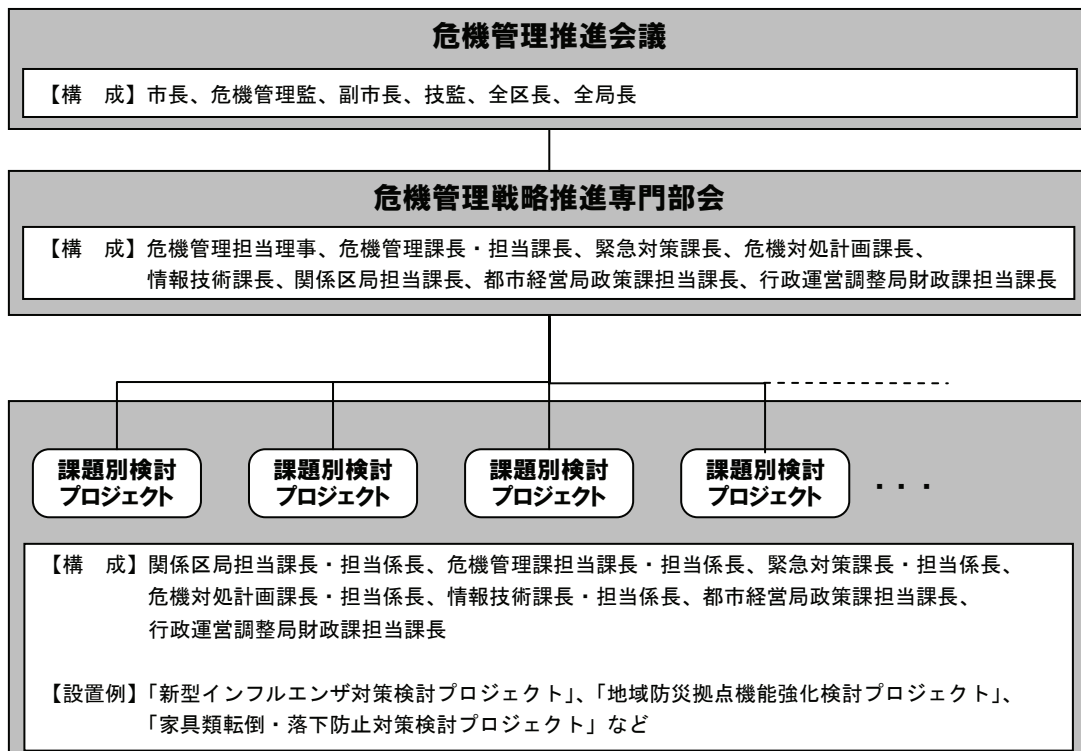 危機管理推進会議
【構　成】市長、危機管理監、副市長、技監、全区長、全局長
危機管理戦略推進専門部会
【構　成】危機管理担当理事、危機管理課長・担当課長、緊急対策課長、危機対処計画課長、
情報技術課長、関係区局担当課長、都市経営局政策課担当課長、行政運営調整局財政課担当課長
課題別検討
プロジェクト
課題別検討
プロジェクト
課題別検討
プロジェクト
課題別検討
プロジェクト
・・・
【構　成】関係区局担当課長・担当係長、危機管理課担当課長・担当係長、緊急対策課長・担当係長、
危機対処計画課長・担当係長、情報技術課長・担当係長、都市経営局政策課担当課長、
行政運営調整局財政課担当課長
【設置例】「新型インフルエンザ対策検討プロジェクト」、「地域防災拠点機能強化検討プロジェクト」、
「家具類転倒・落下防止対策検討プロジェクト」など